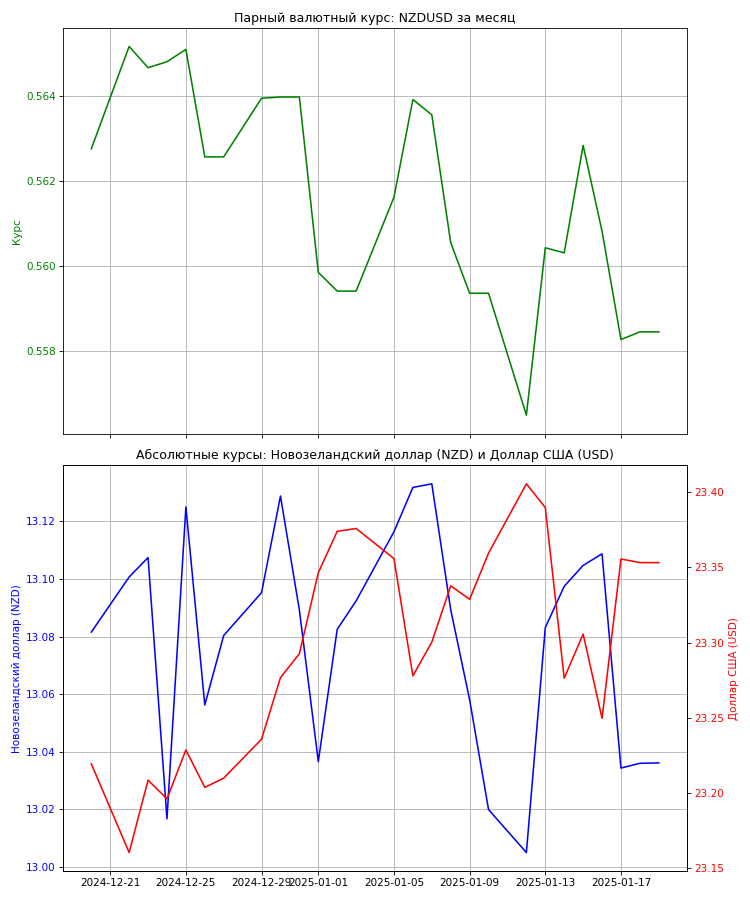 Парный валютный курс: NZDUSD за месяц
Курс
0.564
0.562
0.560
0.558
Абсолютные курсы: Новозеландский доллар (NZD) и Доллар США (USD)
Новозеландский доллар (NZD)
13.12
13.10
13.08
13.06
13.04
13.02
13.00
23.40
23.35
23.30
23.25
23.20
23.15
Доллар США (USD)
2024-12-21 2024-12-25 2024-12-29 2025-01-01 2025-01-05 2025-01-09 2025-01-13 2025-01-17